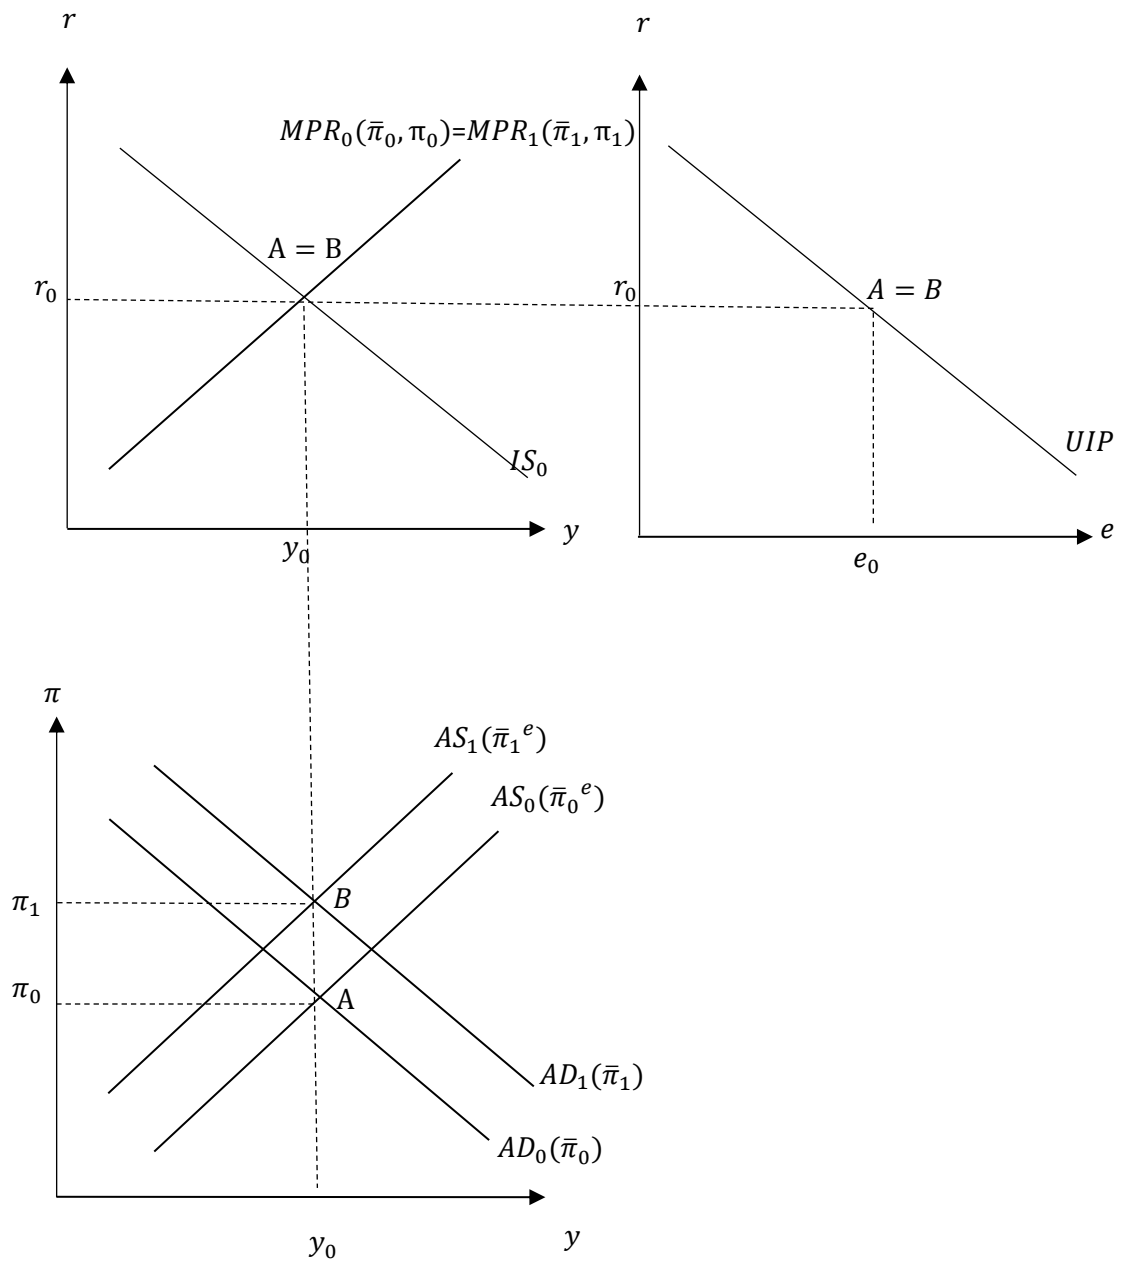 r
r
MPR₀(π̄₀, π₀)=MPR₁(π̄₁, π₁)
A = B
r₀
r₀
A = B
UIP
IS₀
y
e
y₀
e₀
π
AS₁(π̄₁ᵉ)
AS₀(π̄₀ᵉ)
π₁
B
π₀
A
AD₁(π̄₁)
AD₀(π̄₀)
y₀
y